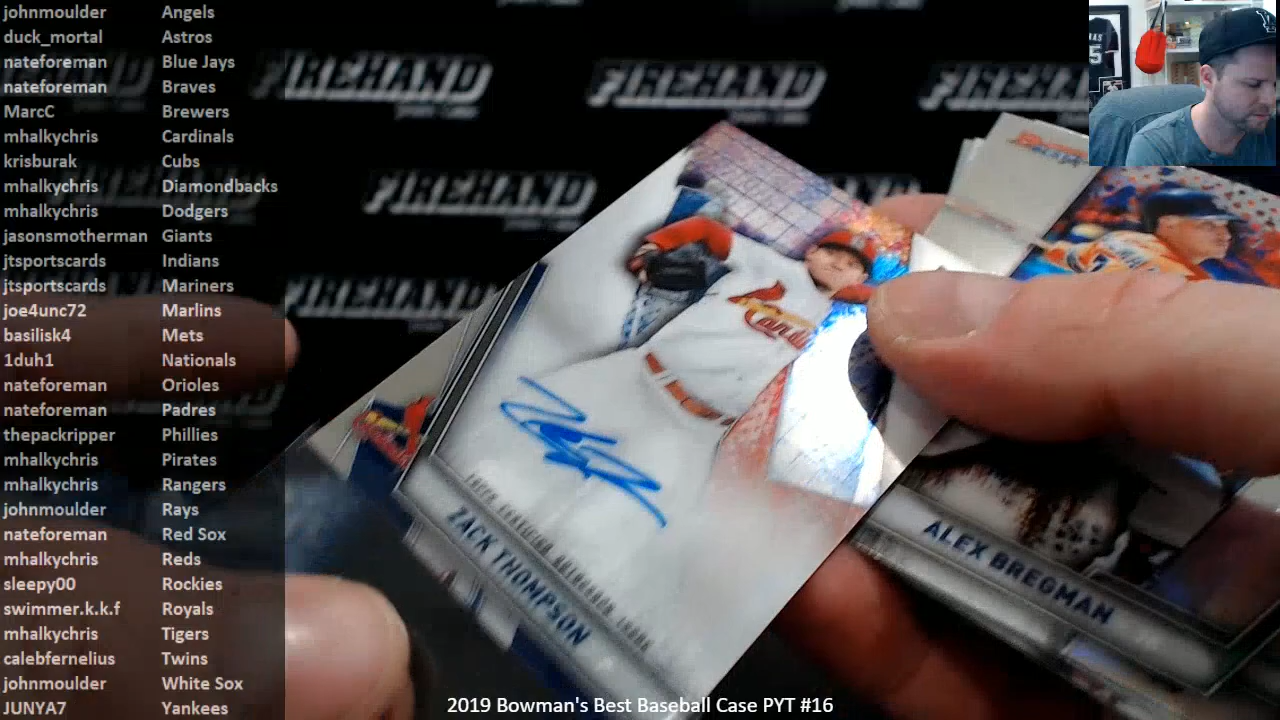 johnmoulder Angels
duck_mortal Astros
nateforeman Blue Jays
nateforeman Braves
MarcC Brewers
mhalkychris Cardinals
krisburak Cubs
mhalkychris Diamondbacks
mhalkychris Dodgers
jasonsmotherman Giants
jtsportscards Indians
jtsportscards Mariners
joe4unc72 Marlins
basilisk4 Mets
1duh1 Nationals
nateforeman Orioles
nateforeman Padres
thepackripper Phillies
mhalkychris Pirates
mhalkychris Rangers
johnmoulder Rays
nateforeman Red Sox
mhalkychris Reds
sleepy00 Rockies
swimmer.k.k.f Royals
mhalkychris Tigers
calebfernelius Twins
johnmoulder White Sox
JUNYA7 Yankees
FIREHAND
FIREHAND
FIREHAND
FIREHAND
FIREHAND
ZACK THOMPSON
ALEX BREGMAN
2019 Bowman's Best Baseball Case PYT #16